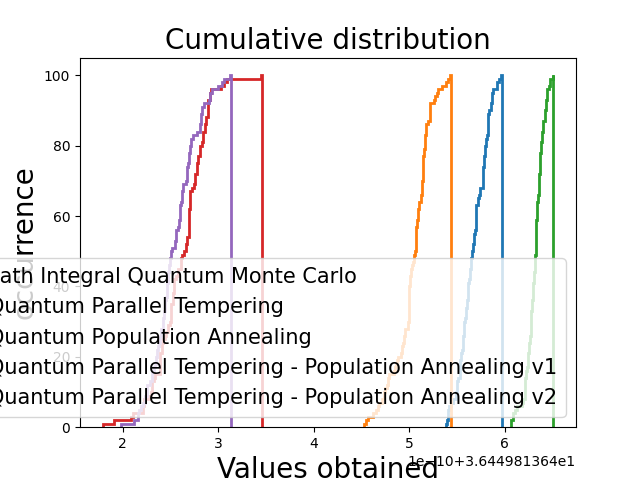 Cumulative distribution
100
80
60
40
20
0
occurrence
ath Integral Quantum Monte Carlo
Quantum Parallel Tempering
Quantum Population Annealing
Quantum Parallel Tempering - Population Annealing v1
Quantum Parallel Tempering - Population Annealing v2
2 3 4 5 6
1e-10+3.644981364e1
Values obtained